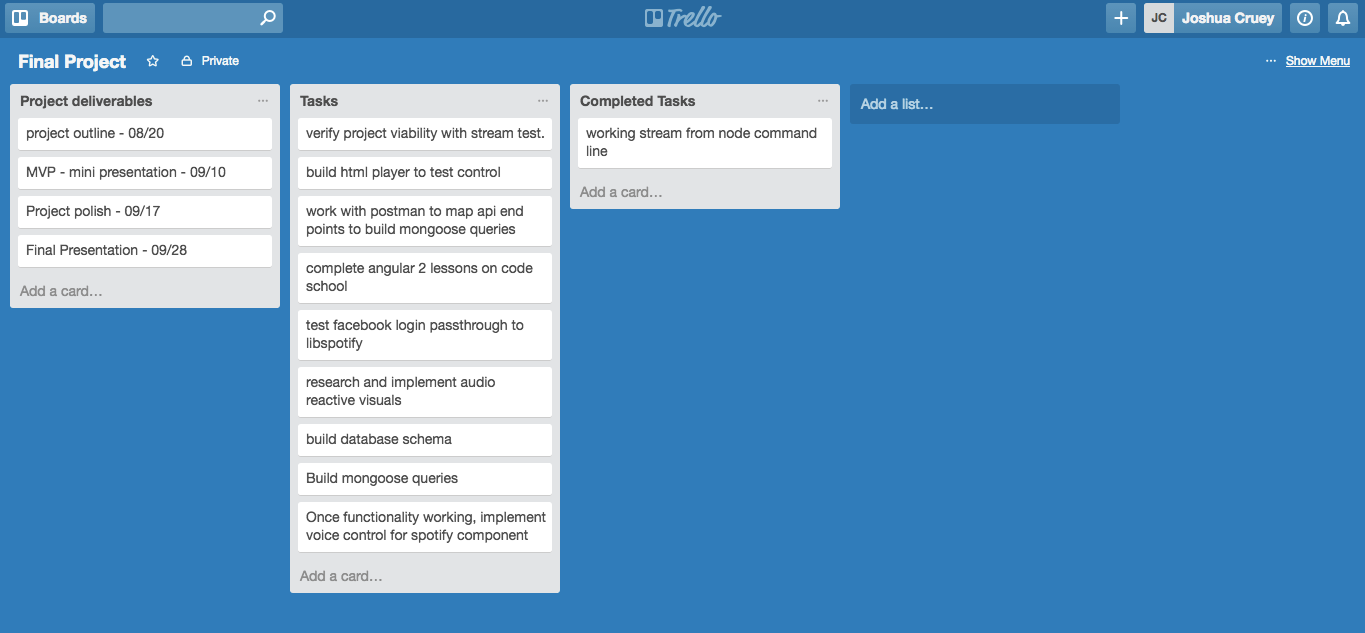 Boards
Trello
JC
Joshua Cruey
Final Project
Private
... Show Menu
Project deliverables ...
project outline - 08/20
MVP - mini presentation - 09/10
Project polish - 09/17
Final Presentation - 09/28
Add a card...
Tasks ...
verify project viability with stream test.
build html player to test control
work with postman to map api end
points to build mongoose queries
complete angular 2 lessons on code
school
test facebook login passthrough to
libspotify
research and implement audio
reactive visuals
build database schema
Build mongoose queries
Once functionality working, implement
voice control for spotify component
Add a card...
Completed Tasks ...
working stream from node command
line
Add a card...
Add a list...